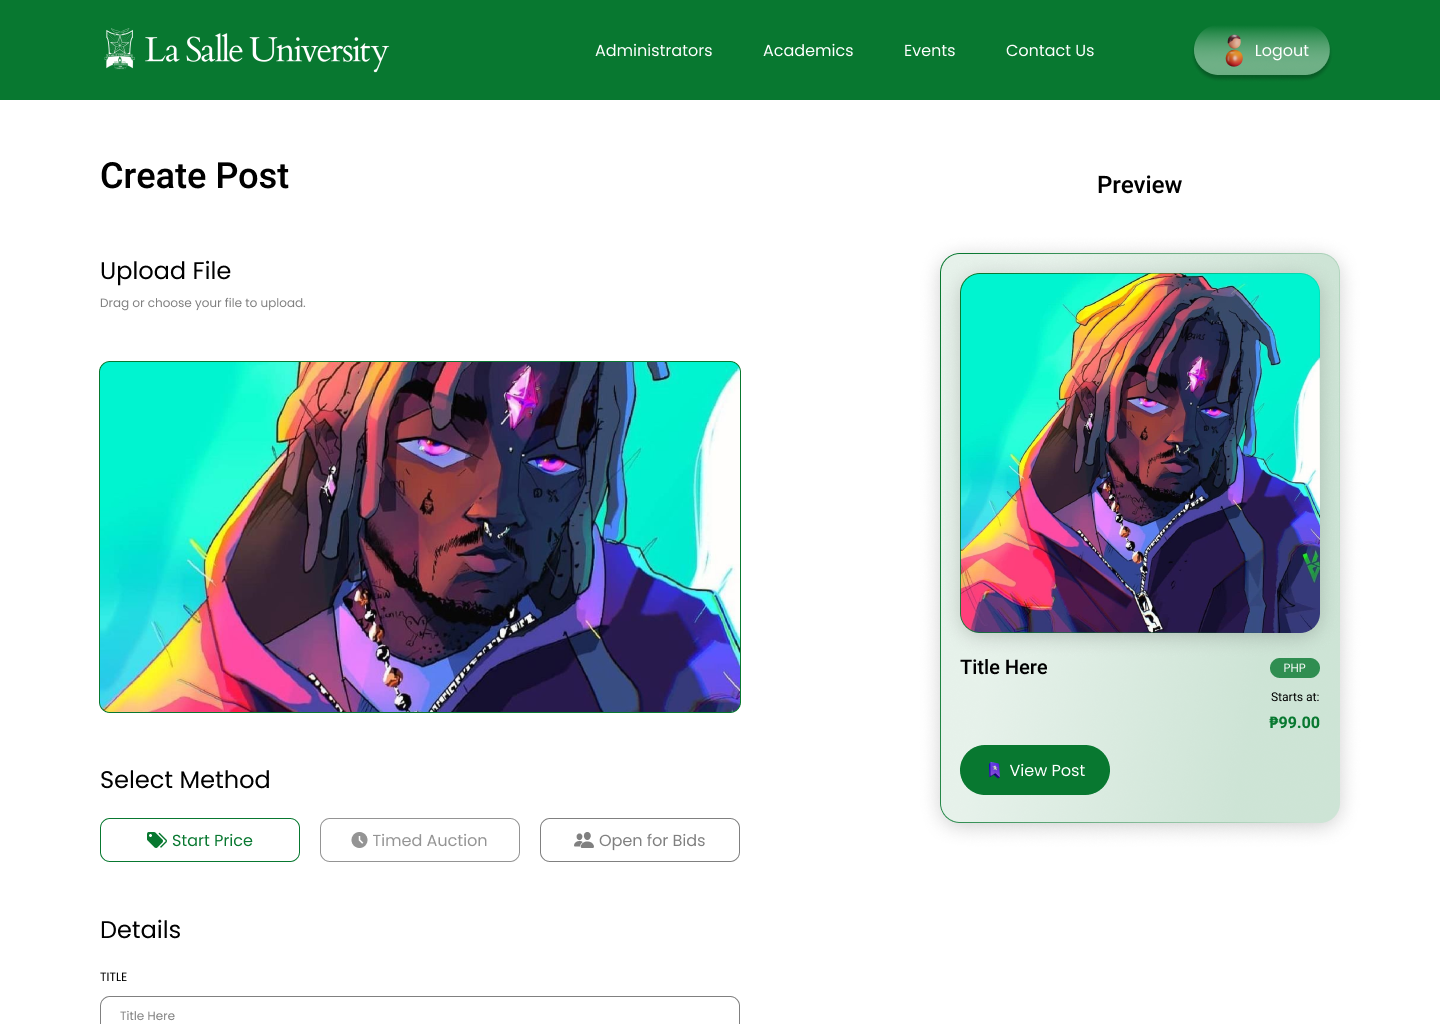 La Salle University
Administrators
Academics
Events
Contact Us
Logout
Create Post
Preview
Upload File
Drag or choose your file to upload.
Title Here
PHP
Starts at:
₱99.00
View Post
Select Method
Start Price
Timed Auction
Open for Bids
Details
TITLE
Title Here